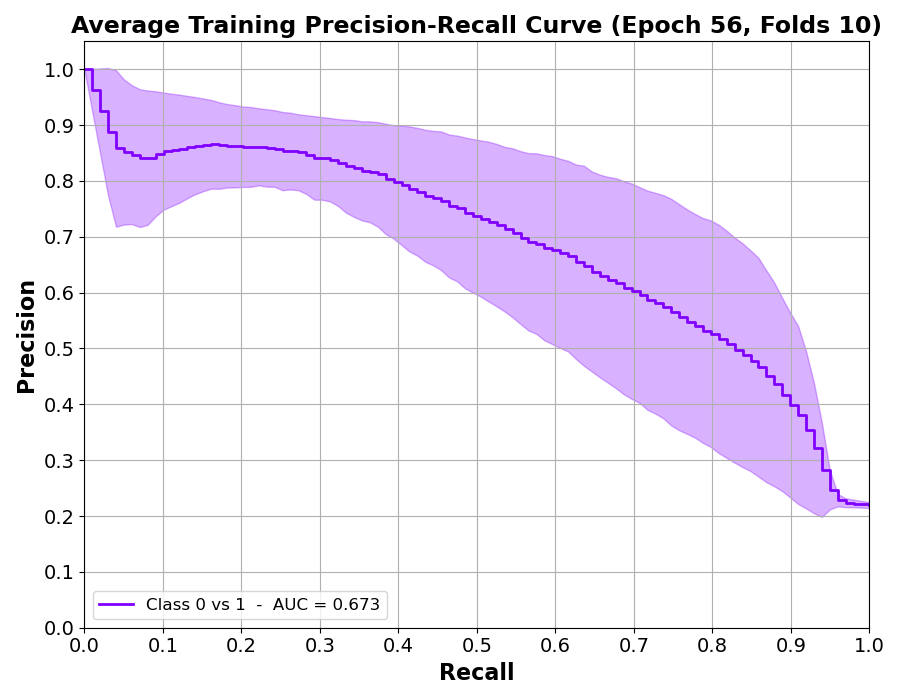 Average Training Precision-Recall Curve (Epoch 56, Folds 10)
Precision
1.0
0.9
0.8
0.7
0.6
0.5
0.4
0.3
0.2
0.1
0.0
Class 0 vs 1 - AUC = 0.673
0.0 0.1 0.2 0.3 0.4 0.5 0.6 0.7 0.8 0.9 1.0
Recall